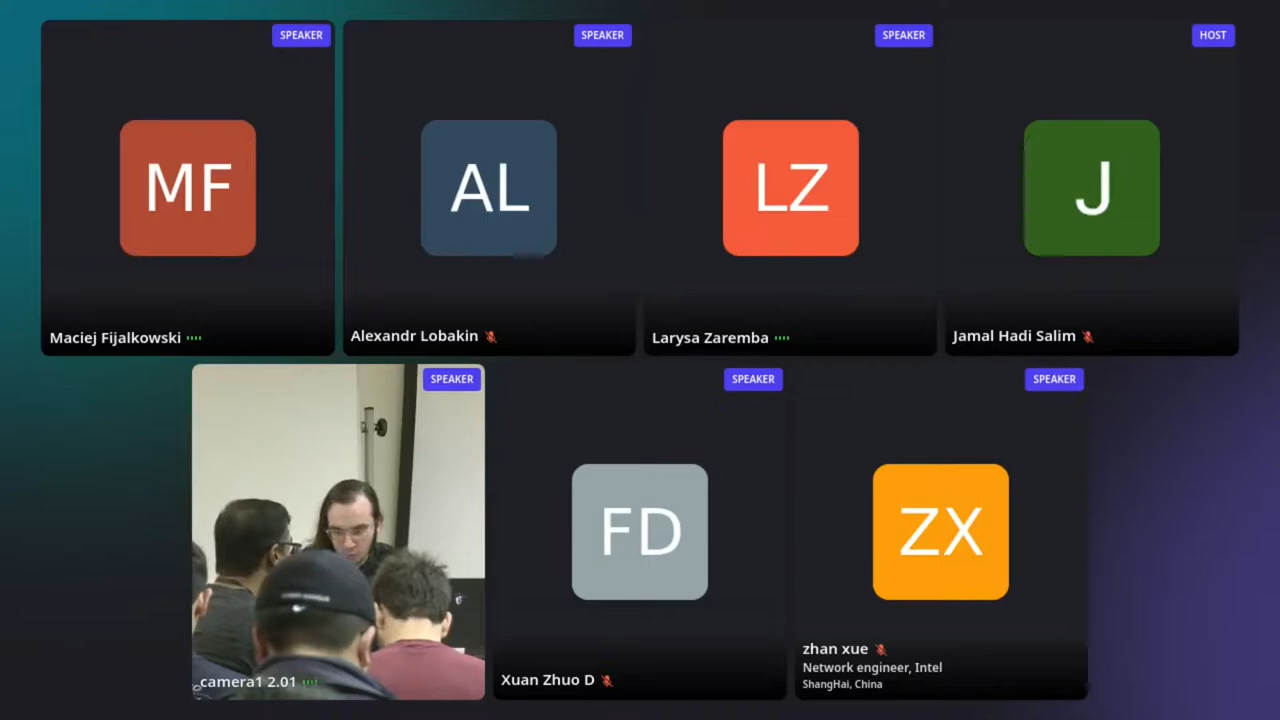 SPEAKER
MF
Maciej Fijalkowski
SPEAKER
AL
Alexandr Lobakin
SPEAKER
LZ
Larysa Zaremba
HOST
J
Jamal Hadi Salim
SPEAKER
camera1 2.01
SPEAKER
FD
Xuan Zhuo D
SPEAKER
ZX
zhan xue
Network engineer, Intel
ShangHai, China